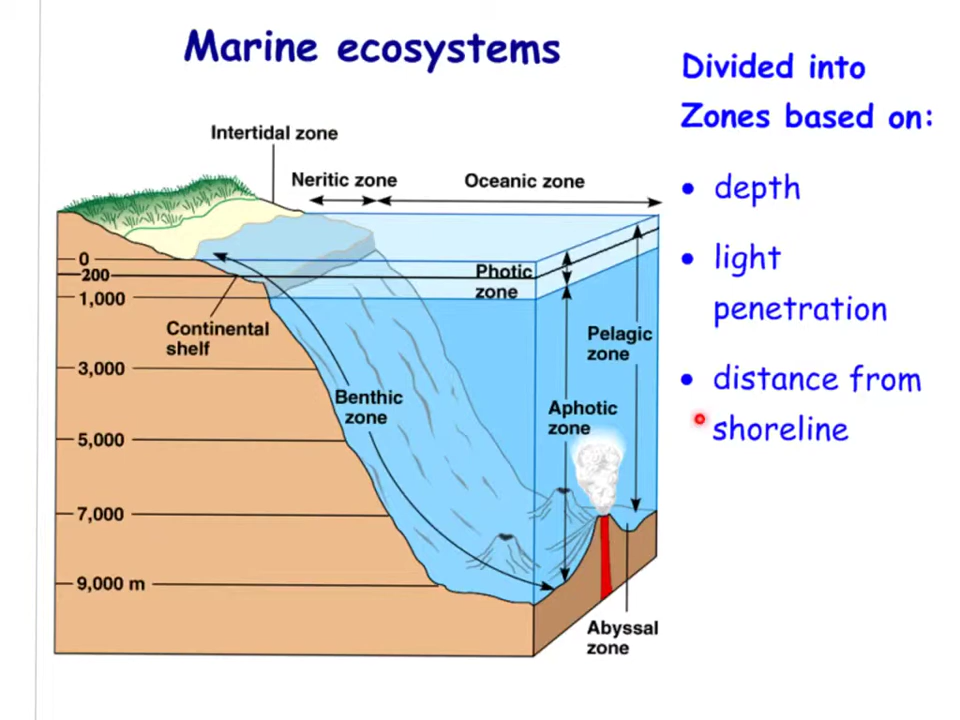 Marine ecosystems
Divided into
Zones based on:
• depth
• light
penetration
• distance from
shoreline
Intertidal zone
Neritic zone
Oceanic zone
0
200
1,000
3,000
5,000
7,000
9,000 m
Continental
shelf
Photic
zone
Pelagic
zone
Benthic
zone
Aphotic
zone
Abyssal
zone